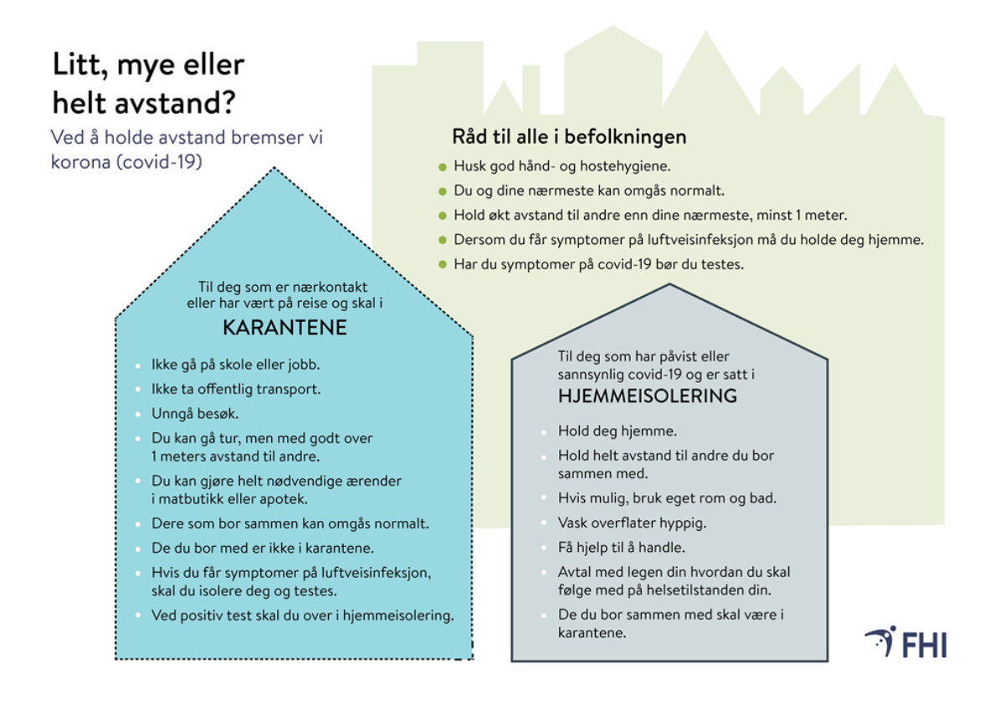 Litt, mye eller
helt avstand?
Ved å holde avstand bremser vi
korona (covid-19)
Råd til alle i befolkningen
Husk god hånd- og hostehygiene.
Du og dine nærmeste kan omgås normalt.
Hold økt avstand til andre enn dine nærmeste, minst 1 meter.
Dersom du får symptomer på luftveisinfeksjon må du holde deg hjemme.
Har du symptomer på covid-19 bør du testes.
Til deg som er nærkontakt
eller har vært på reise og skal i
KARANTENE
Ikke gå på skole eller jobb.
Ikke ta offentlig transport.
Unngå besøk.
Du kan gå tur, men med godt over
1 meters avstand til andre.
Du kan gjøre helt nødvendige ærender
i matbutikk eller apotek.
Dere som bor sammen kan omgås normalt.
De du bor med er ikke i karantene.
Hvis du får symptomer på luftveisinfeksjon,
skal du isolere deg og testes.
Ved positiv test skal du over i hjemmeisolering.
Til deg som har påvist eller
sannsynlig covid-19 og er satt i
HJEMMEISOLERING
Hold deg hjemme.
Hold helt avstand til andre du bor
sammen med.
Hvis mulig, bruk eget rom og bad.
Vask overflater hyppig.
Få hjelp til å handle.
Avtal med legen din hvordan du skal
følge med på helsetilstanden din.
De du bor sammen med skal være i
karantene.
FHI